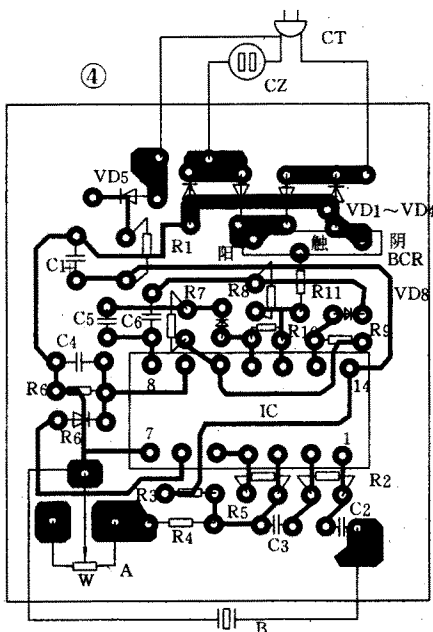 CT
④
CZ
VD5
VD1～VD4
R1
阳
触
阴
BCR
C1
R7
R8
R11
VD8
C5
C6
R10
R9
C4
R6
8
14
IC
R6
7
1
R3
R2
R5
R4
C3
C2
W
A
B